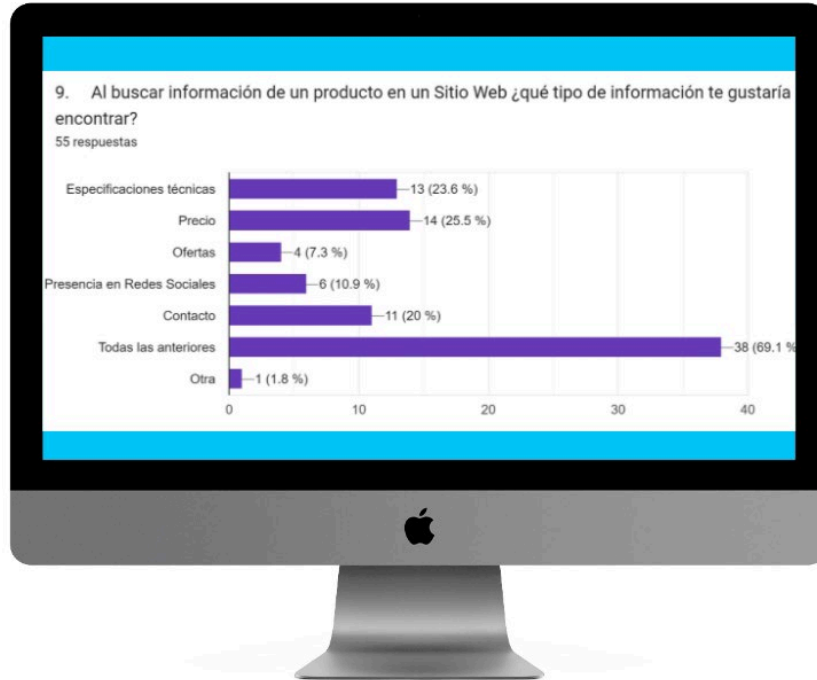 9. Al buscar información de un producto en un Sitio Web ¿qué tipo de información te gustaría
encontrar?
55 respuestas
Especificaciones técnicas 13 (23.6 %)
Precio 14 (25.5 %)
Ofertas 4 (7.3 %)
Presencia en Redes Sociales 6 (10.9 %)
Contacto 11 (20 %)
Todas las anteriores 38 (69.1 %
Otra 1 (1.8 %)
0 10 20 30 40